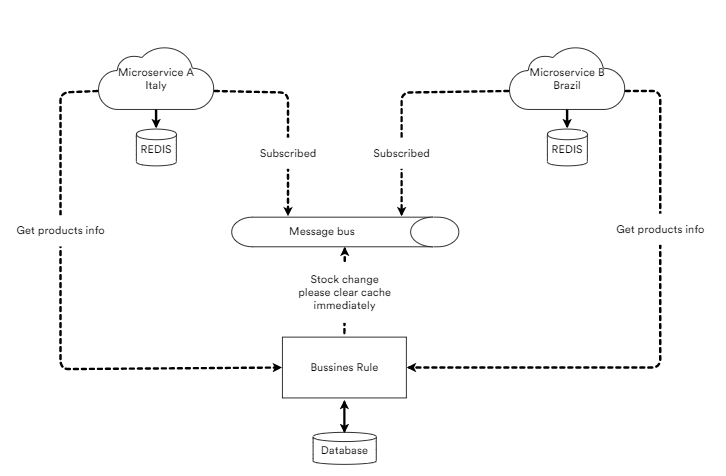 Microservice A
Italy
Microservice B
Brazil
REDIS
REDIS
Subscribed
Subscribed
Get products info
Message bus
Get products info
Stock change
please clear cache
immediately
Bussines Rule
Database